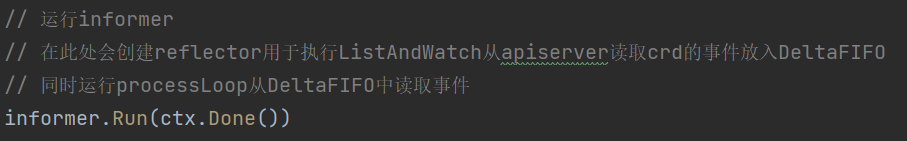 // 运行informer
// 在此处会创建reflector用于执行ListAndWatch从apiserver读取crd的事件放入DeltaFIFO
// 同时运行processLoop从DeltaFIFO中读取事件
informer.Run(ctx.Done())